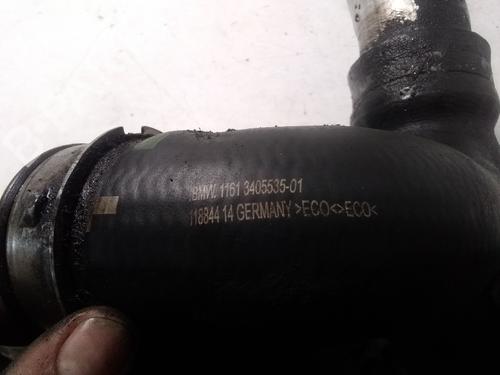 BMW 1161 3405535-01
118844 14 GERMANY >ECO<>ECO<